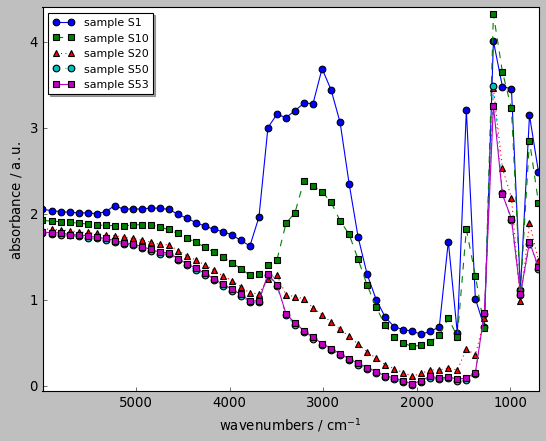 sample S1
sample S10
sample S20
sample S50
sample S53
absorbance / a.u.
4
3
2
1
0
5000 4000 3000 2000 1000
wavenumbers / cm⁻¹